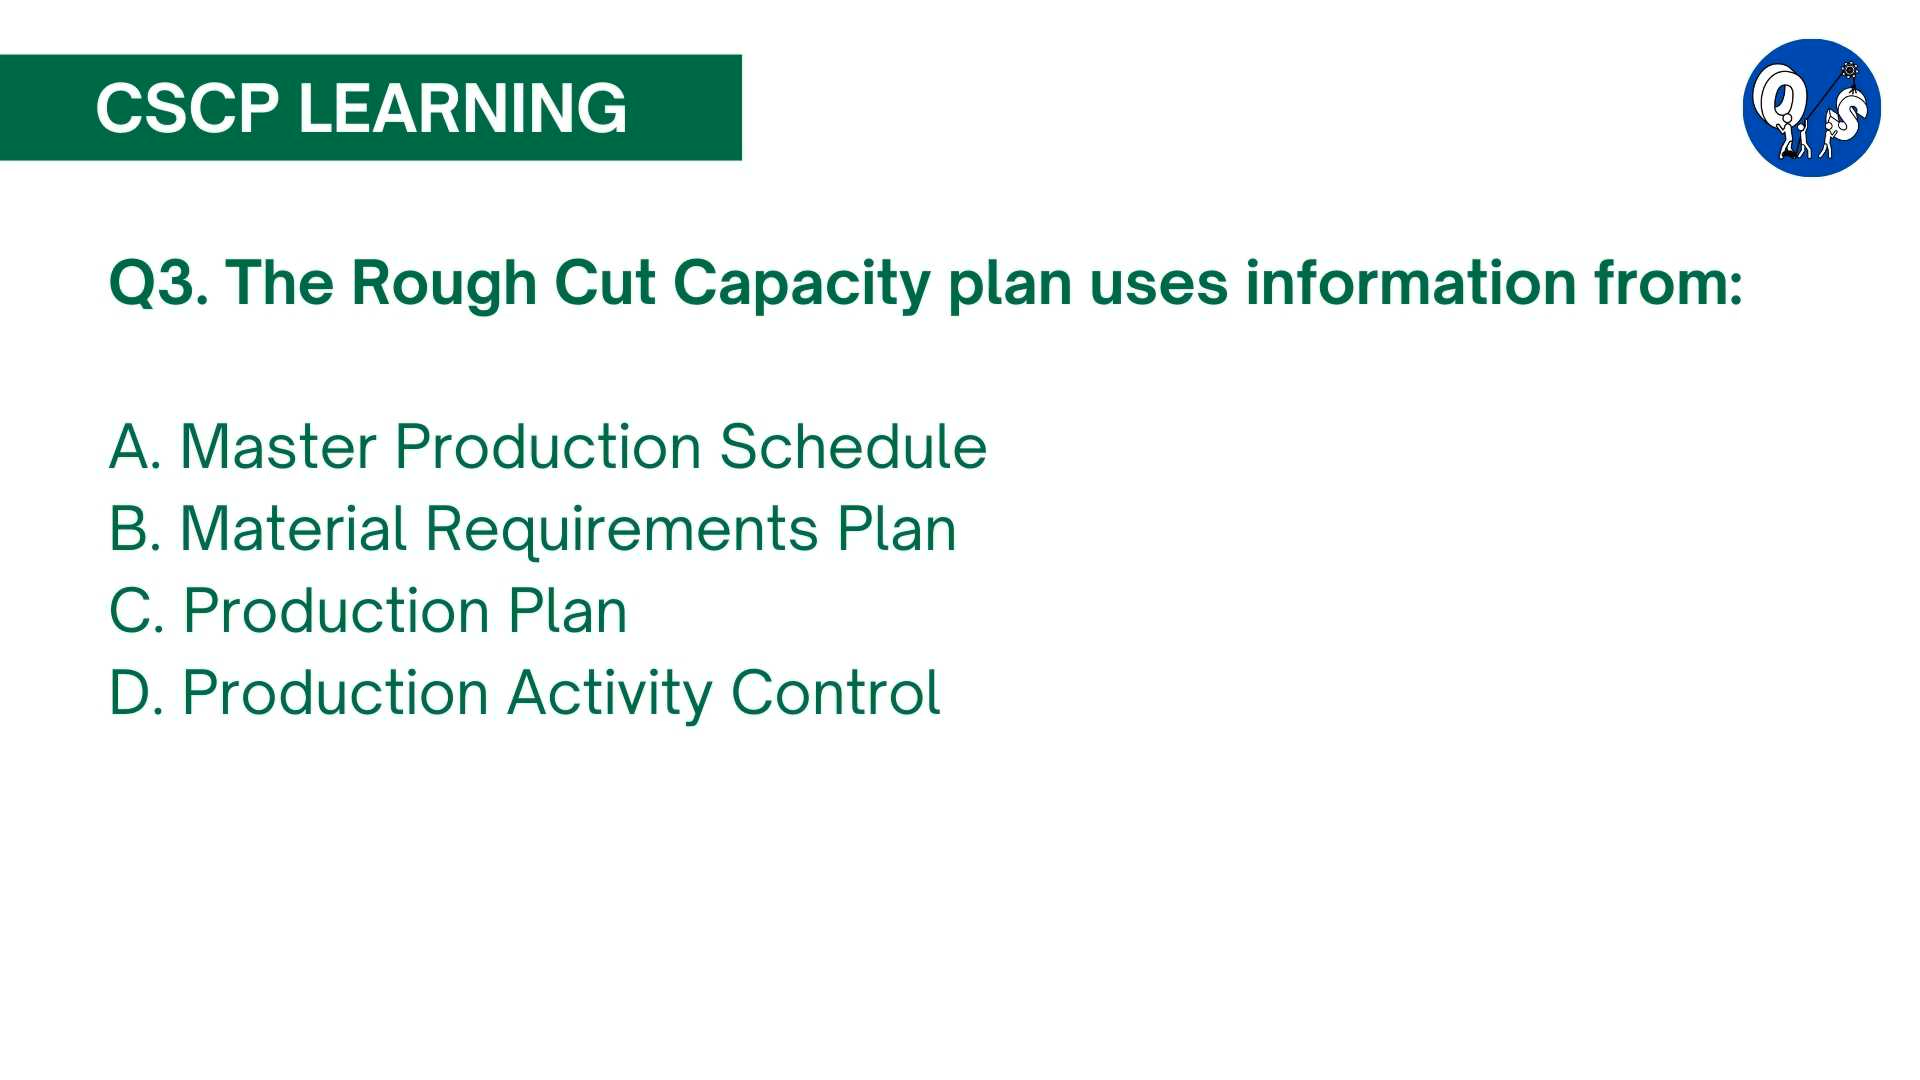 CSCP LEARNING
QS
Q3. The Rough Cut Capacity plan uses information from:
A. Master Production Schedule
B. Material Requirements Plan
C. Production Plan
D. Production Activity Control